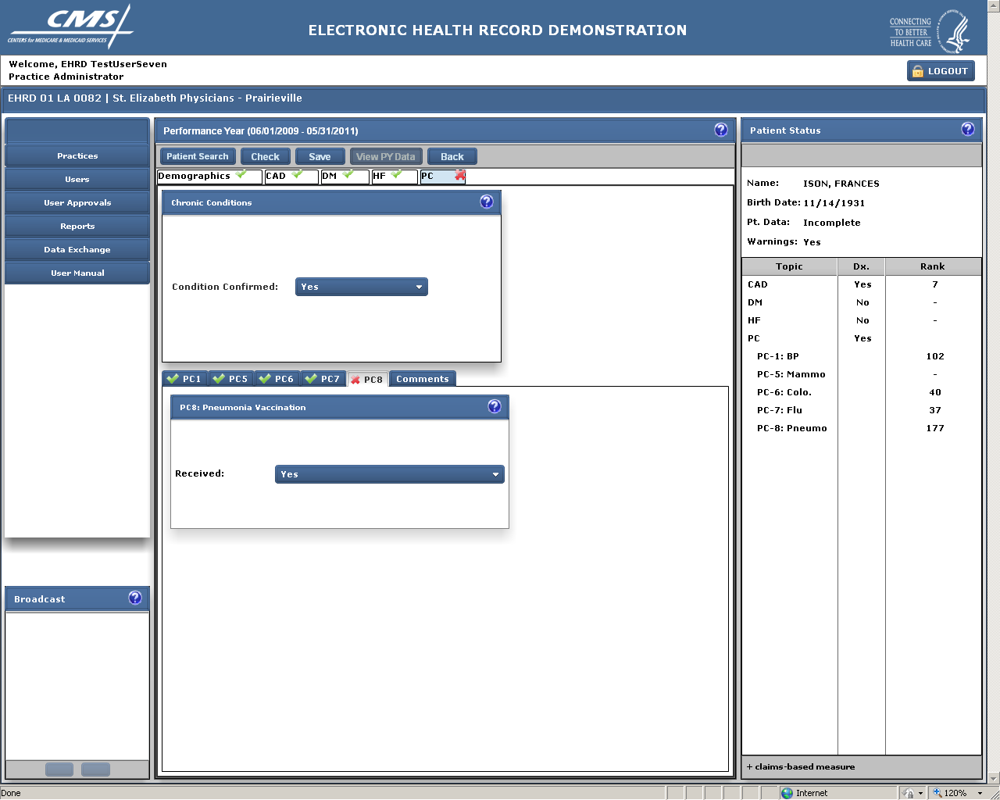 CMS
CENTERS for MEDICARE & MEDICAID SERVICES
ELECTRONIC HEALTH RECORD DEMONSTRATION
CONNECTING
TO BETTER
HEALTH CARE
Welcome, EHRD TestUserSeven
Practice Administrator
LOGOUT
EHRD 01 LA 0082 | St. Elizabeth Physicians - Prairieville
Practices
Users
User Approvals
Reports
Data Exchange
User Manual
Broadcast
Performance Year (06/01/2009 - 05/31/2011)
Patient Search Check Save View PY Data Back
Demographics CAD DM HF PC
Chronic Conditions
Condition Confirmed: Yes
PC1 PC5 PC6 PC7 PC8 Comments
PC8: Pneumonia Vaccination
Received: Yes
Patient Status
Name: ISON, FRANCES
Birth Date: 11/14/1931
Pt. Data: Incomplete
Warnings: Yes
Topic Dx. Rank
CAD Yes 7
DM No -
HF No -
PC Yes
PC-1: BP 102
PC-5: Mammo -
PC-6: Colo. 40
PC-7: Flu 37
PC-8: Pneumo 177
+ claims-based measure
Done Internet 120%